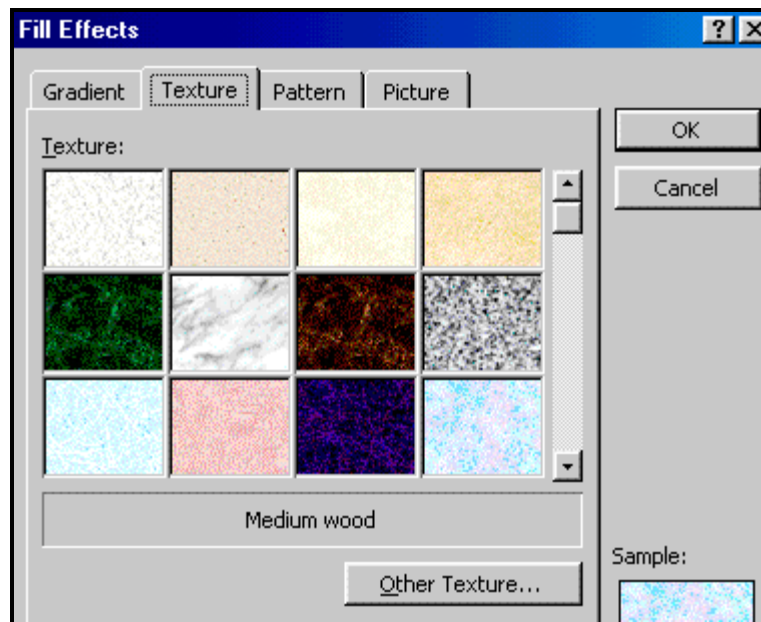 Fill Effects
Gradient Texture Pattern Picture
Texture:
OK
Cancel
Medium wood
Other Texture...
Sample: